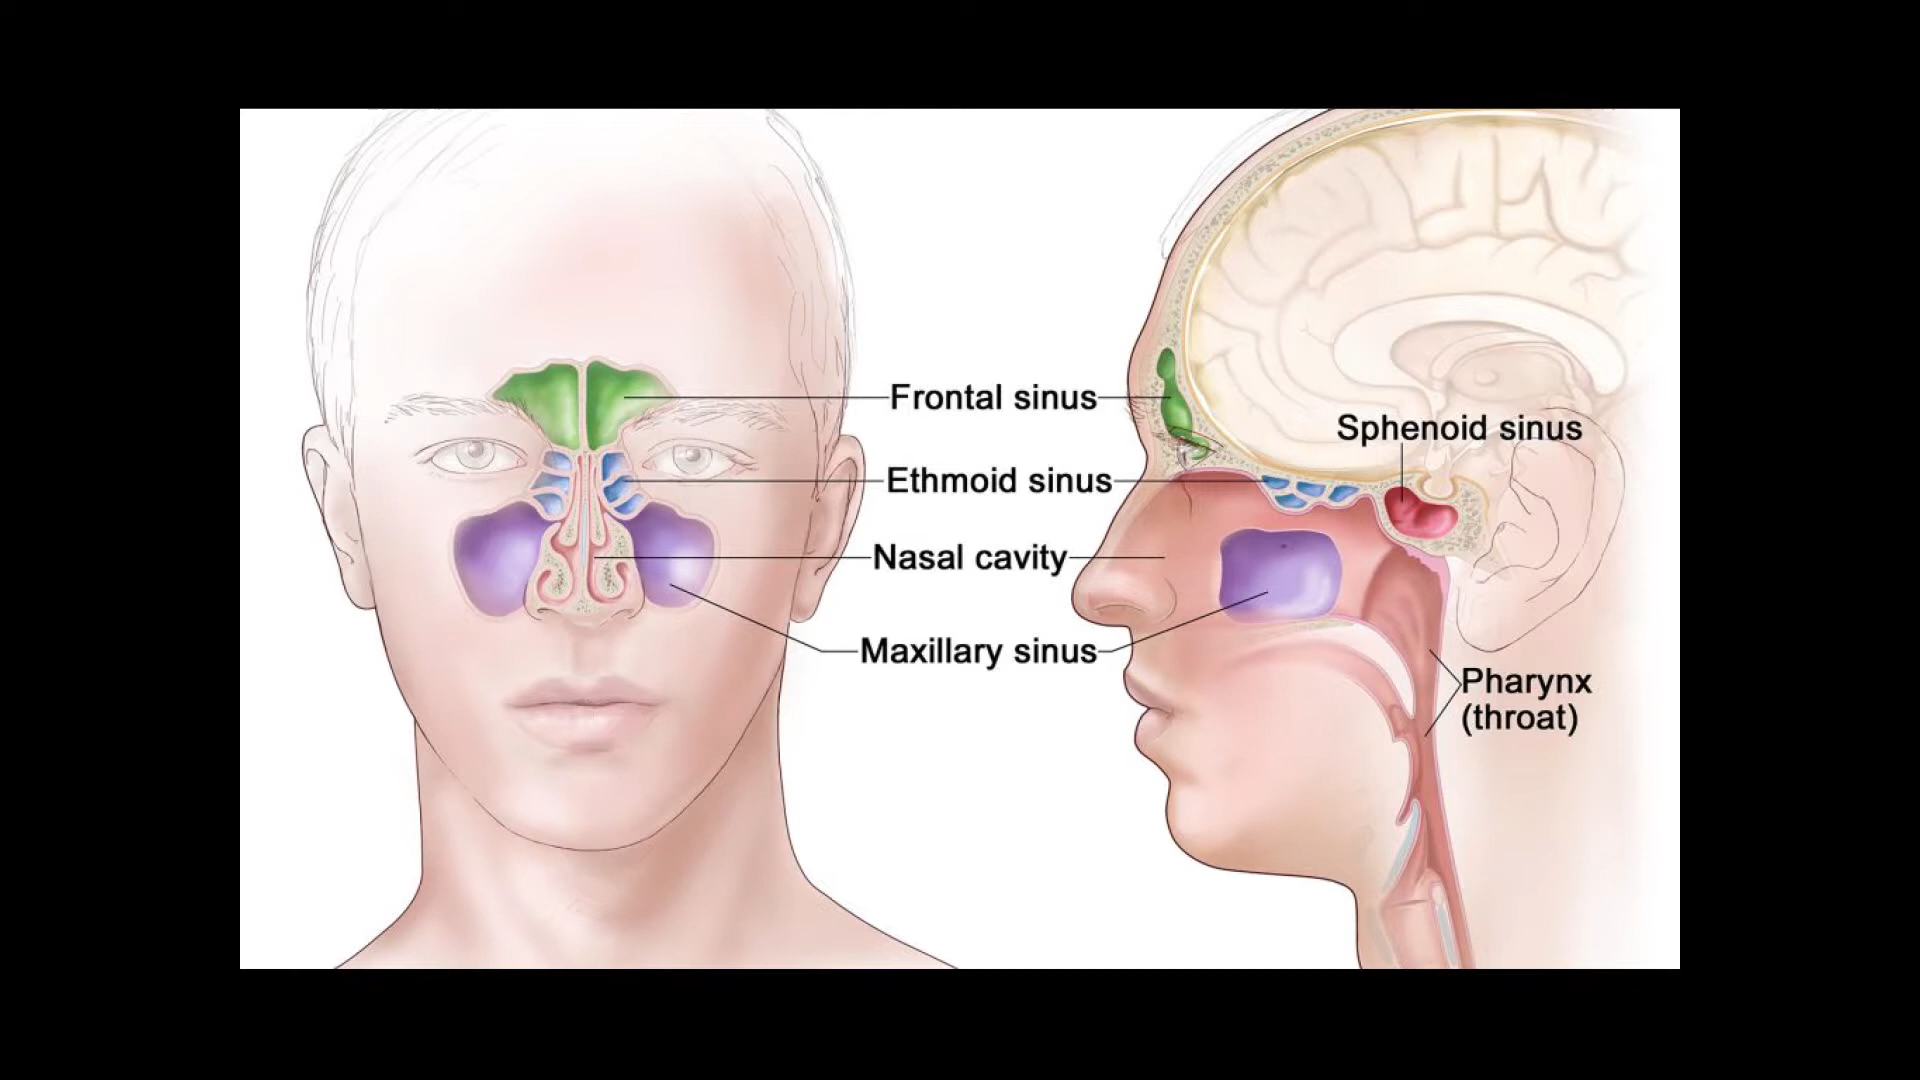 Frontal sinus
Sphenoid sinus
Ethmoid sinus
Nasal cavity
Maxillary sinus
Pharynx
(throat)